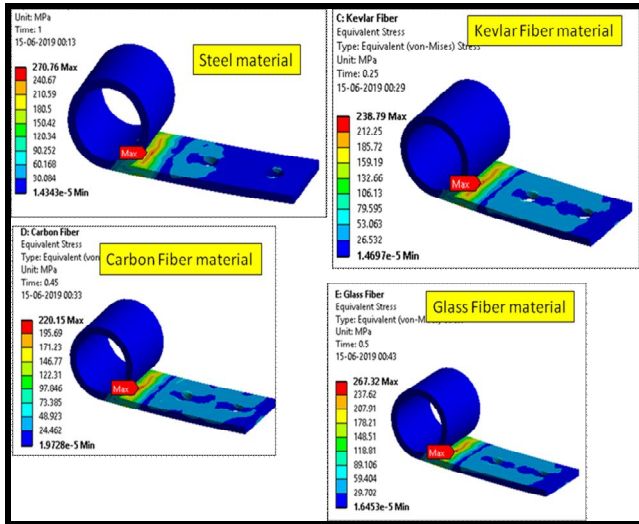 Unit: MPa
Time: 1
15-06-2019 00:13
270.76 Max
240.67
210.59
180.5
150.42
120.34
90.252
60.168
30.084
1.4343e-5 Min
Steel material
Max
C: Kevlar Fiber
Equivalent Stress
Type: Equivalent (von-Mises) Stress
Unit: MPa
Time: 0.25
15-06-2019 00:29
238.79 Max
212.25
185.72
159.19
132.66
106.13
79.595
53.063
26.532
1.4697e-5 Min
Kevlar Fiber material
Max
D: Carbon Fiber
Equivalent Stress
Type: Equivalent (von
Unit: MPa
Time: 0.45
15-06-2019 00:33
220.15 Max
195.69
171.23
146.77
122.31
97.846
73.385
48.923
24.462
1.9728e-5 Min
Carbon Fiber material
Max
E: Glass Fiber
Equivalent Stress
Type: Equivalent (von-M
Unit: MPa
Time: 0.5
15-06-2019 00:43
267.32 Max
237.62
207.91
178.21
148.51
118.81
89.106
59.404
29.702
1.6453e-5 Min
Glass Fiber material
Max